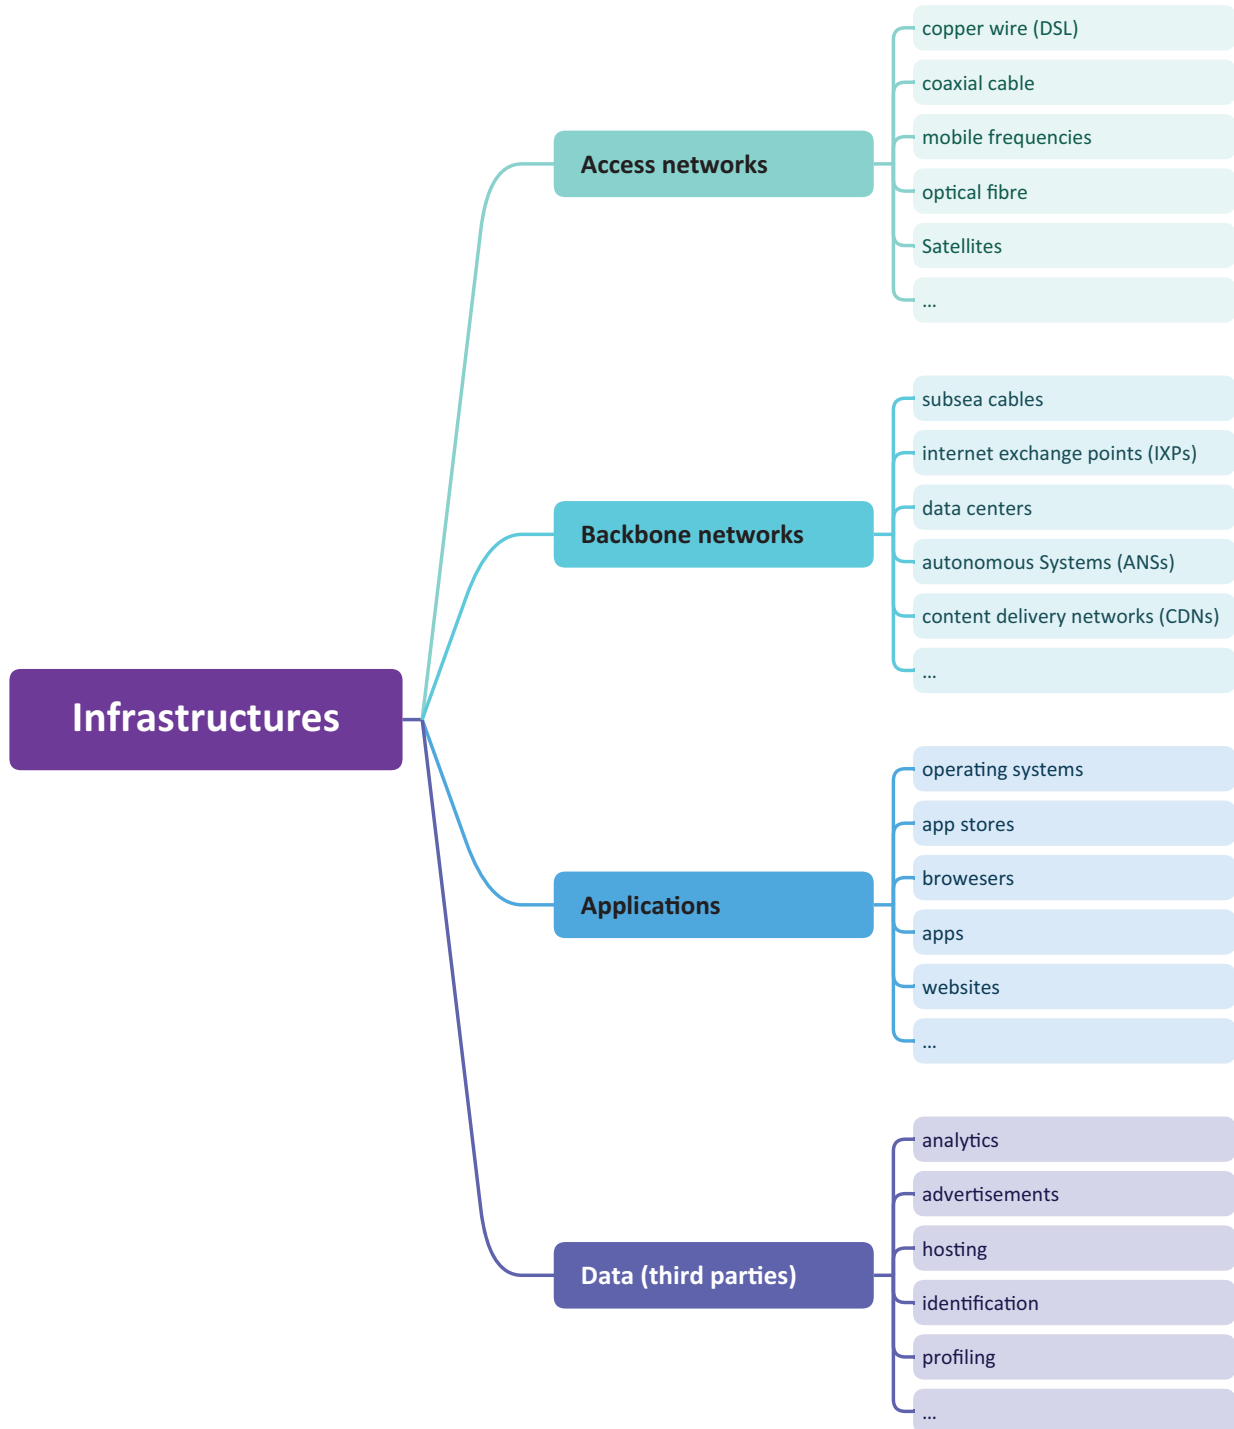 Infrastructures
Access networks
copper wire (DSL)
coaxial cable
mobile frequencies
optical fibre
Satellites
...
Backbone networks
subsea cables
internet exchange points (IXPs)
data centers
autonomous Systems (ANSs)
content delivery networks (CDNs)
...
Applications
operating systems
app stores
browesers
apps
websites
...
Data (third parties)
analytics
advertisements
hosting
identification
profiling
...